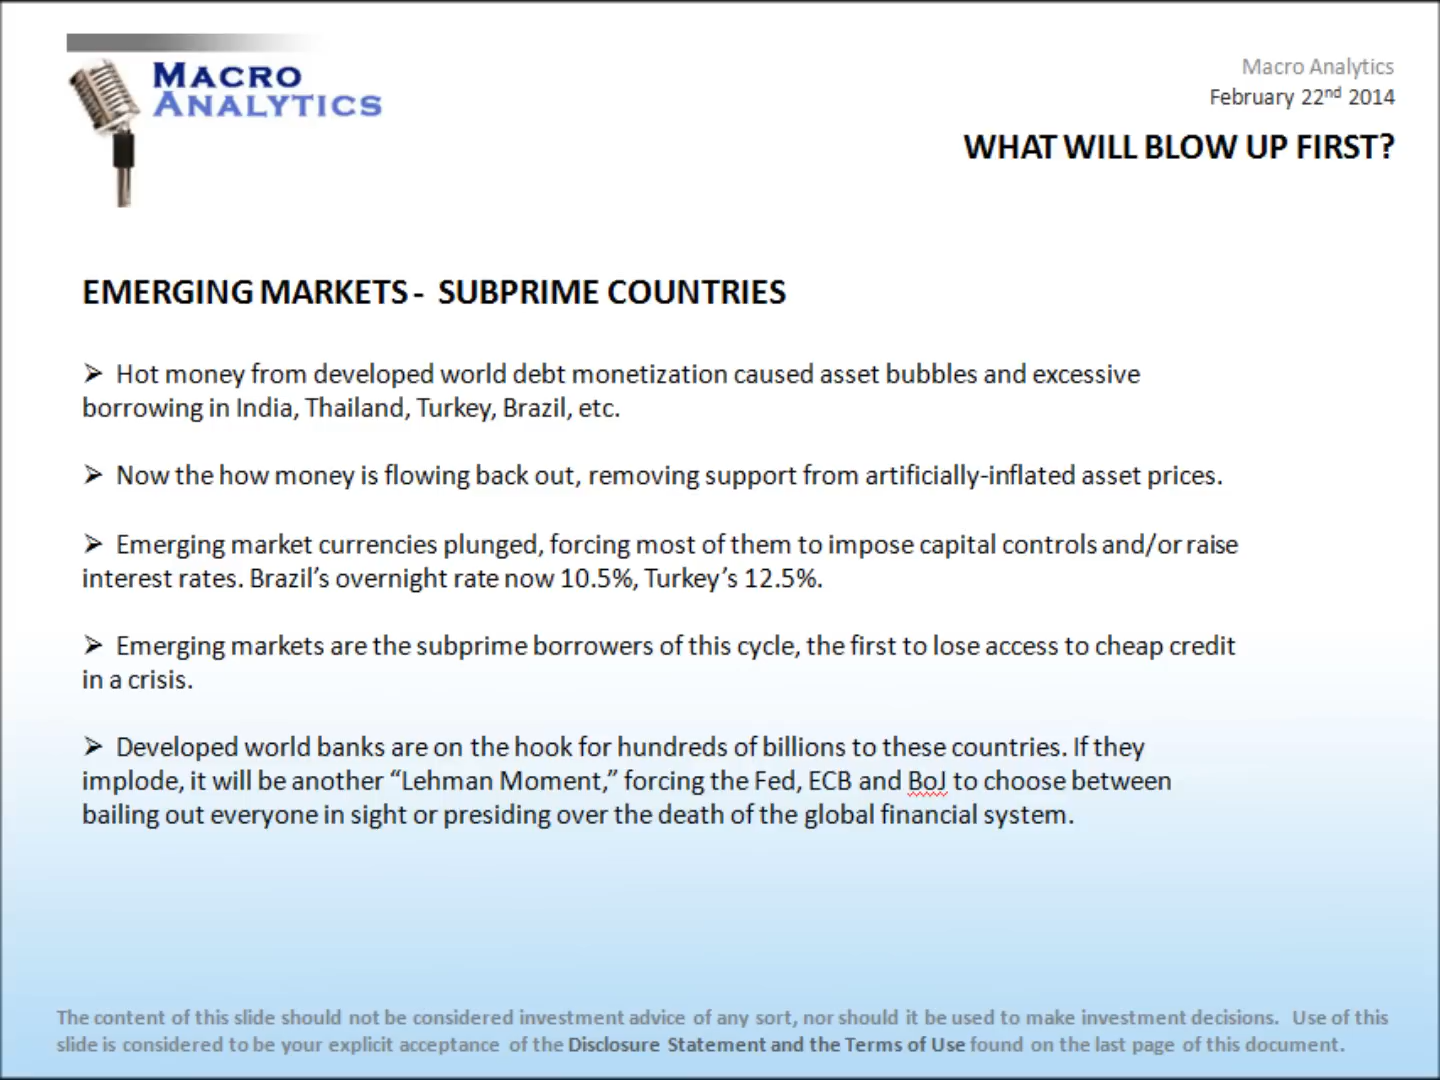 MACRO
ANALYTICS
Macro Analytics
February 22nd 2014
WHAT WILL BLOW UP FIRST?
EMERGING MARKETS - SUBPRIME COUNTRIES
➢ Hot money from developed world debt monetization caused asset bubbles and excessive
borrowing in India, Thailand, Turkey, Brazil, etc.
➢ Now the how money is flowing back out, removing support from artificially-inflated asset prices.
➢ Emerging market currencies plunged, forcing most of them to impose capital controls and/or raise
interest rates. Brazil’s overnight rate now 10.5%, Turkey’s 12.5%.
➢ Emerging markets are the subprime borrowers of this cycle, the first to lose access to cheap credit
in a crisis.
➢ Developed world banks are on the hook for hundreds of billions to these countries. If they
implode, it will be another “Lehman Moment,” forcing the Fed, ECB and BoJ to choose between
bailing out everyone in sight or presiding over the death of the global financial system.
The content of this slide should not be considered investment advice of any sort, nor should it be used to make investment decisions. Use of this
slide is considered to be your explicit acceptance of the Disclosure Statement and the Terms of Use found on the last page of this document.